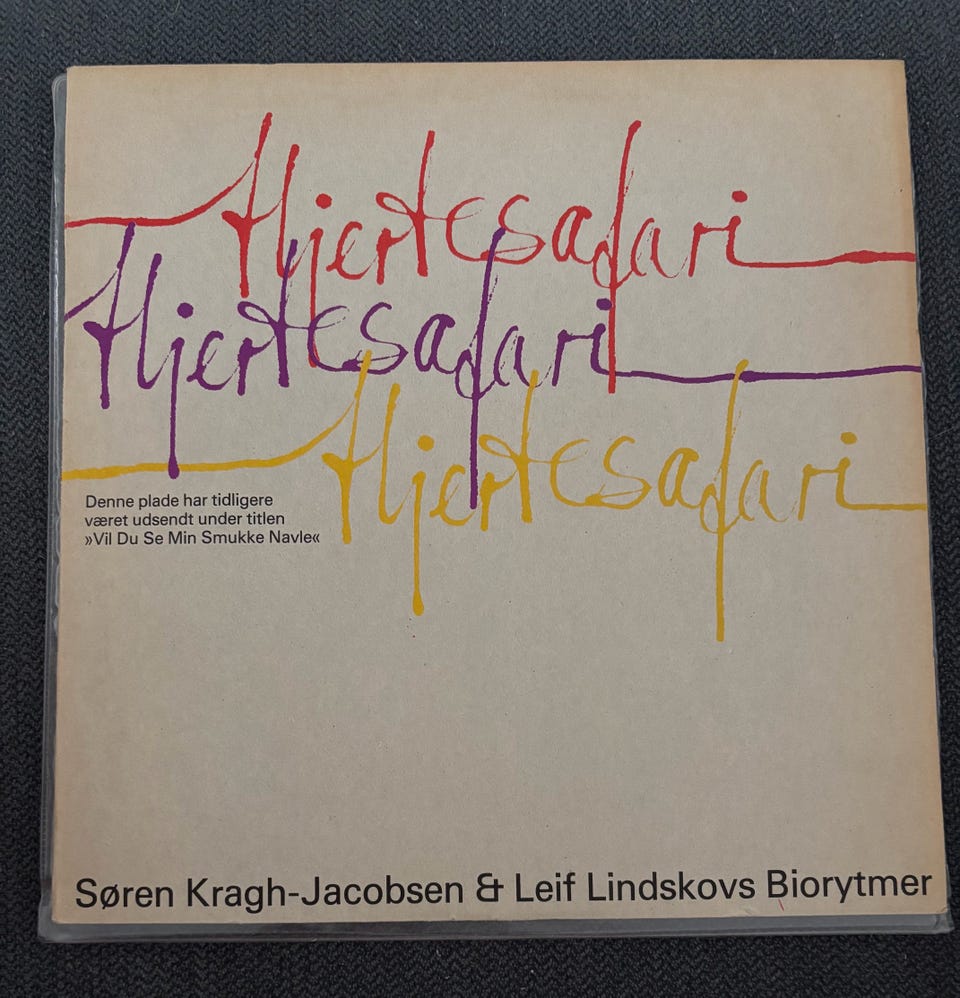 Hjertesafari
Hjertesafari
Hjertesafari
Denne plade har tidligere
været udsendt under titlen
»Vil Du Se Min Smukke Navle«
Søren Kragh-Jacobsen & Leif Lindskovs Biorytmer